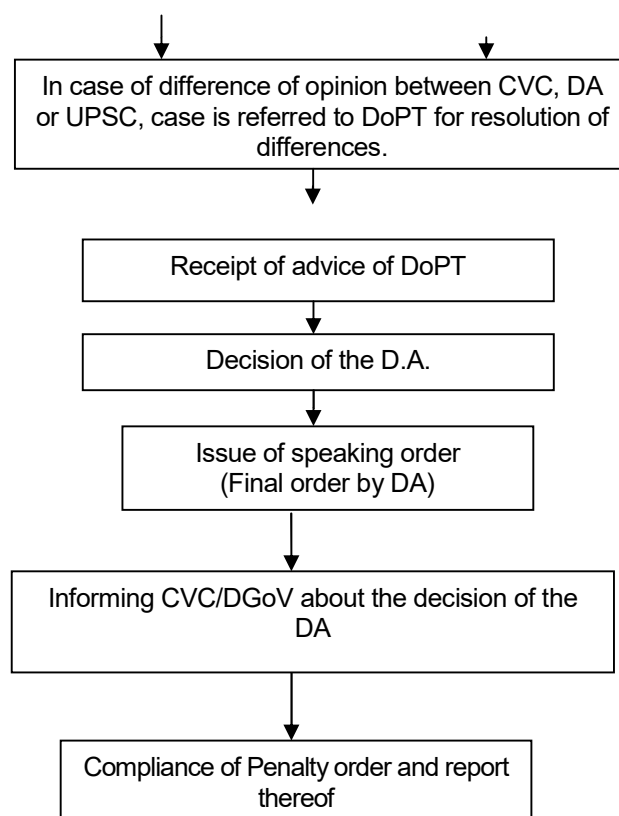 In case of difference of opinion between CVC, DA
or UPSC, case is referred to DoPT for resolution of
differences.
Receipt of advice of DoPT
Decision of the D.A.
Issue of speaking order
(Final order by DA)
Informing CVC/DGoV about the decision of the
DA
Compliance of Penalty order and report
thereof